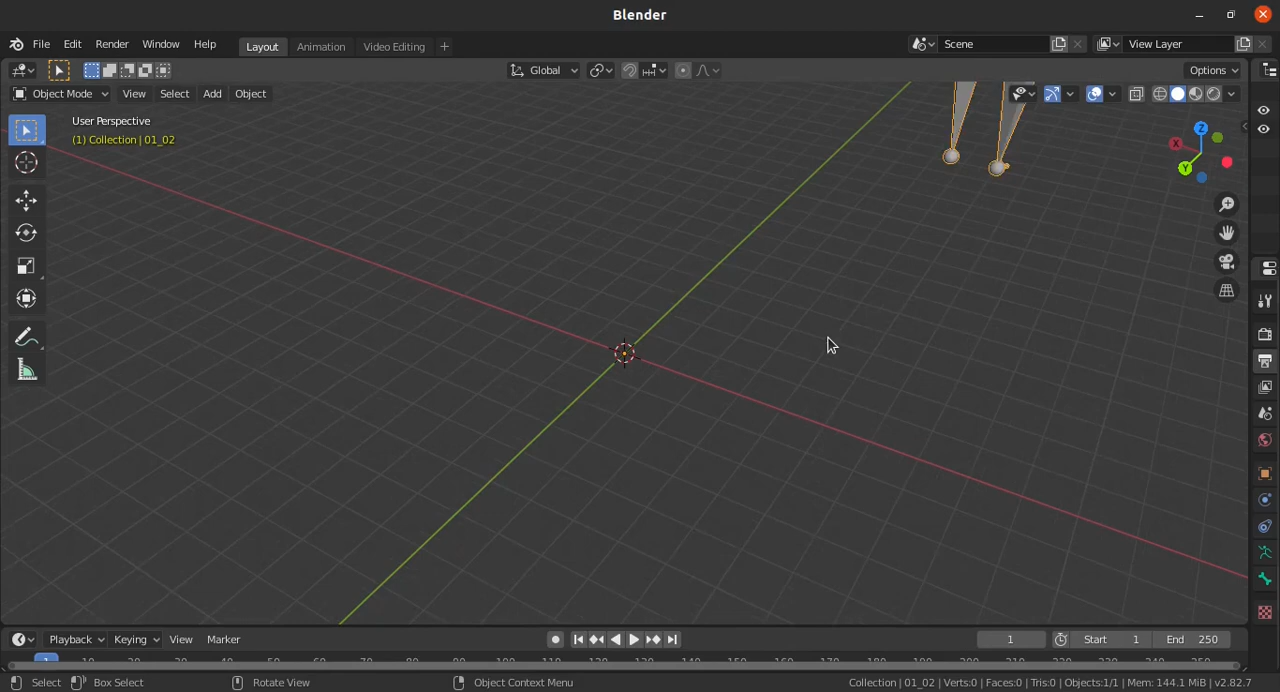 Blender
File Edit Render Window Help Layout Animation Video Editing + Scene View Layer
Global Options
Object Mode View Select Add Object
User Perspective
(1) Collection | 01_02
Z
X
Y
Playback Keying View Marker 1 Start 1 End 250
1
Select Box Select Rotate View Object Context Menu Collection | 01_02 | Verts:0 | Faces:0 | Tris:0 | Objects:1/1 | Mem: 144.1 MiB | v2.82.7